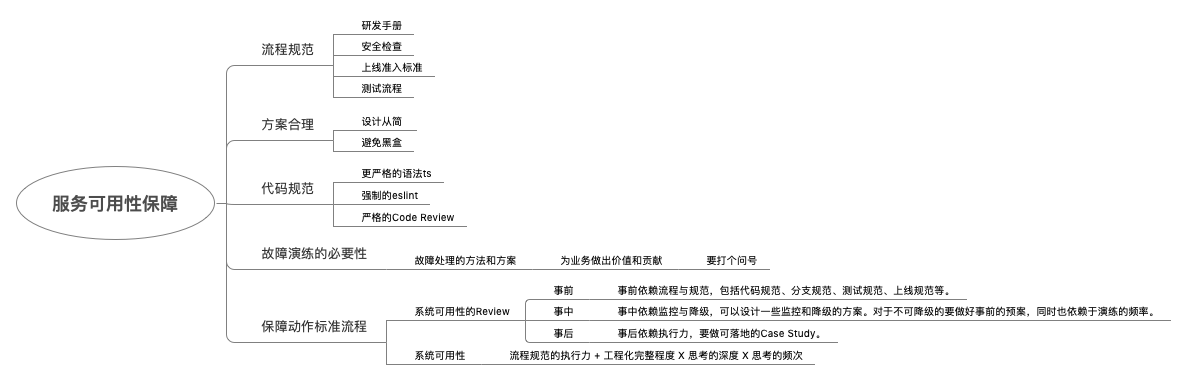 服务可用性保障
流程规范
研发手册
安全检查
上线准入标准
测试流程
方案合理
设计从简
避免黑盒
代码规范
更严格的语法ts
强制的eslint
严格的Code Review
故障演练的必要性
故障处理的方法和方案
为业务做出价值和贡献
要打个问号
保障动作标准流程
系统可用性的Review
事前
事前依赖流程与规范，包括代码规范、分支规范、测试规范、上线规范等。
事中
事中依赖监控与降级，可以设计一些监控和降级的方案。对于不可降级的要做好事前的预案，同时也依赖于演练的频率。
事后
事后依赖执行力，要做可落地的Case Study。
系统可用性
流程规范的执行力 + 工程化完整程度 X 思考的深度 X 思考的频次